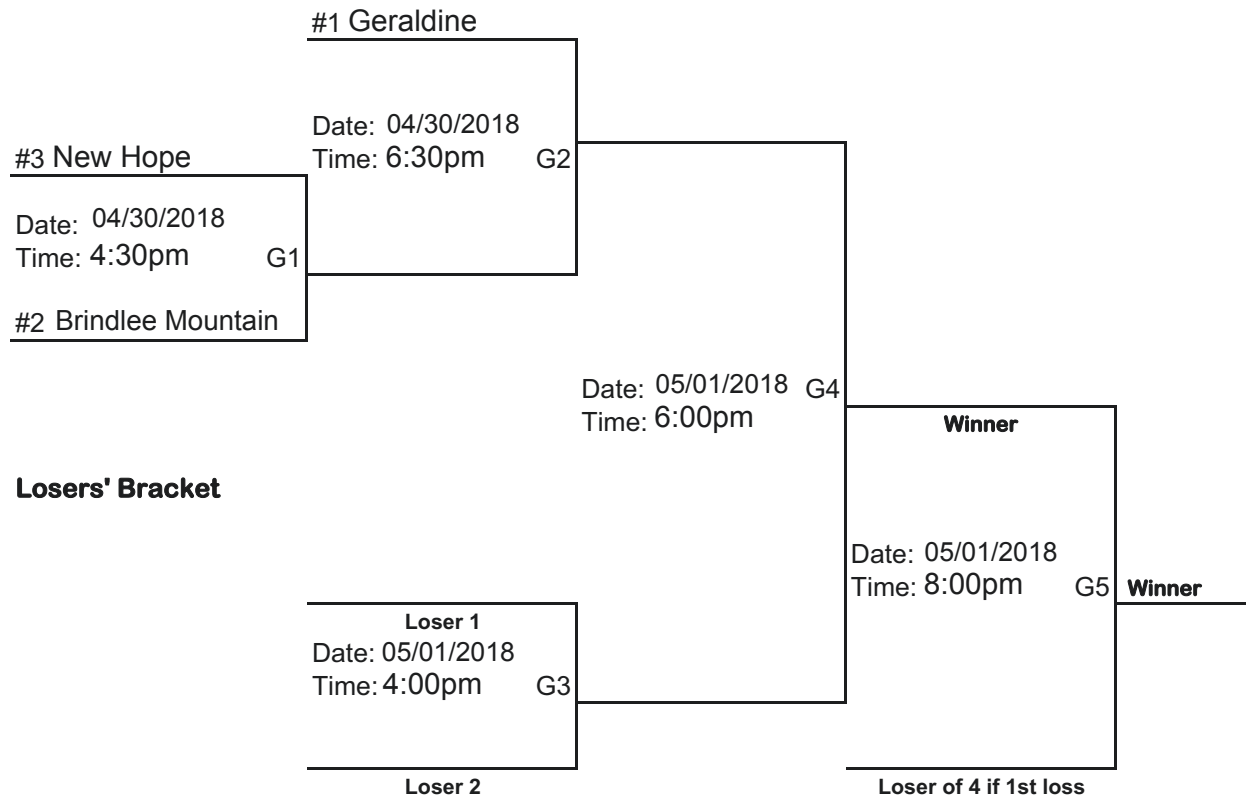 #1 Geraldine
Date: 04/30/2018
Time: 6:30pm G2
#3 New Hope
Date: 04/30/2018
Time: 4:30pm G1
#2 Brindlee Mountain
Date: 05/01/2018 G4
Time: 6:00pm
Winner
Losers' Bracket
Date: 05/01/2018
Time: 8:00pm G5 Winner
Loser 1
Date: 05/01/2018
Time: 4:00pm G3
Loser 2
Loser of 4 if 1st loss